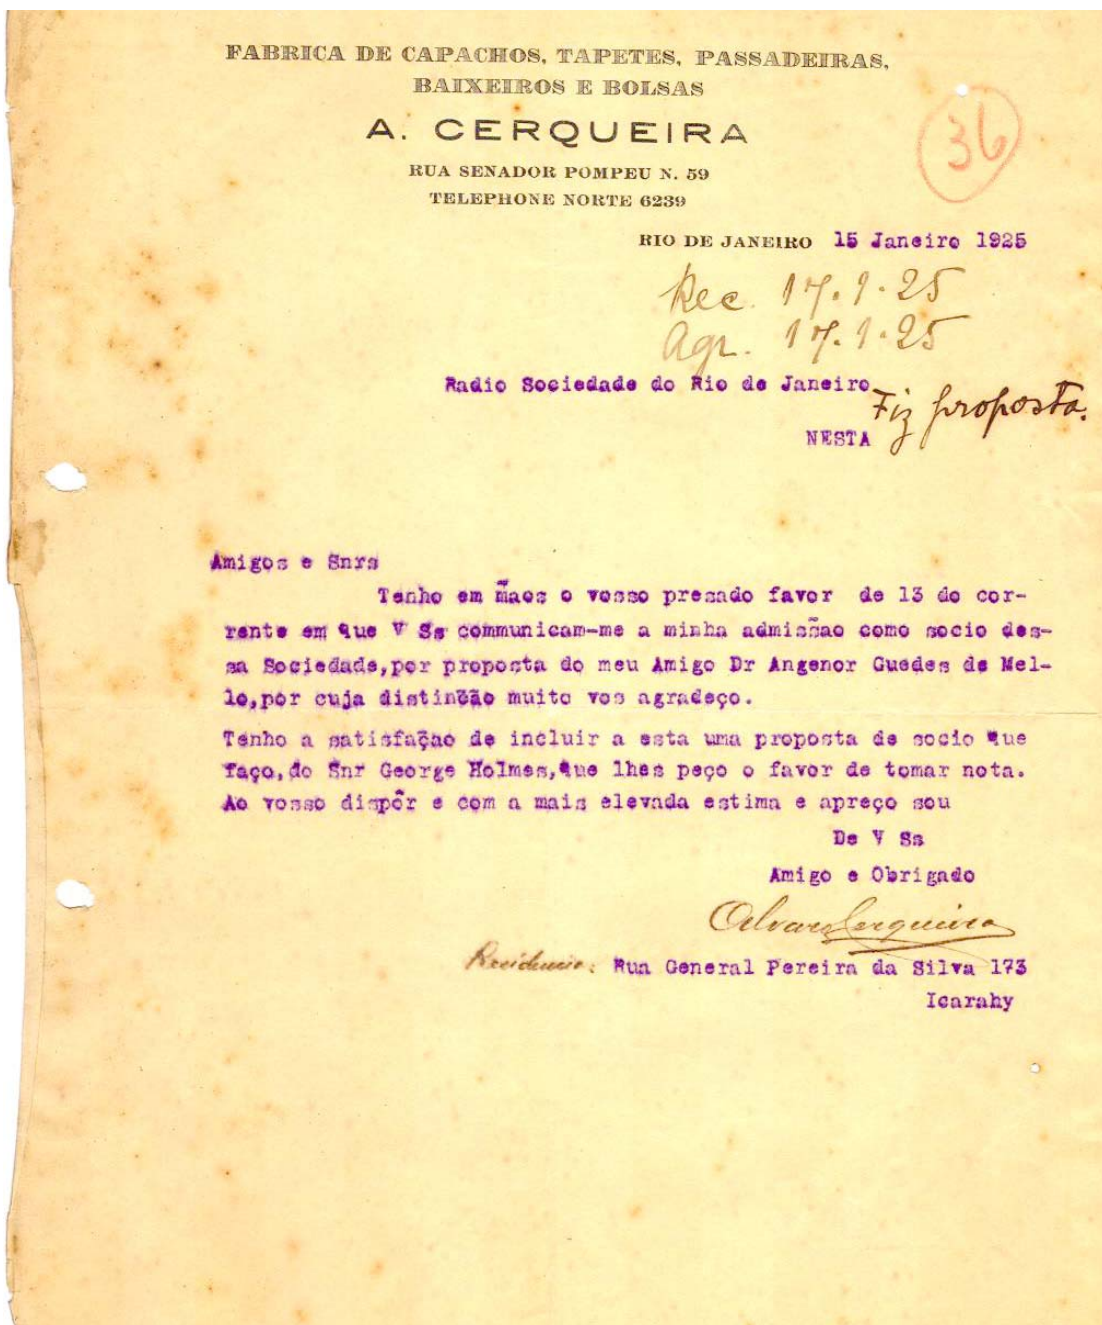 FABRICA DE CAPACHOS, TAPETES, PASSADEIRAS,
BAIXEIROS E BOLSAS
A. CERQUEIRA
RUA SENADOR POMPEU N. 59
TELEPHONE NORTE 6239
36
RIO DE JANEIRO 15 Janeiro 1925
Rec. 17.1.25
Agr. 17.1.25
Radio Sociedade do Rio de Janeiro
Fiz proposta.
NESTA
Amigos e Snrs
Tenho em mãos o vosso presado favor de 13 do cor-
rente em que V Ss communicam-me a minha admissão como socio des-
sa Sociedade,por proposta do meu Amigo Dr Angenor Guedes de Mel-
lo,por cuja distinção muito vos agradeço.
Tenho a satisfação de incluir a esta uma proposta de socio que
faço,do Snr George Holmes,que lhes peço o favor de tomar nota.
Ao vosso dispôr e com a mais elevada estima e apreço sou
De V Ss
Amigo e Obrigado
Alvaro Cerqueira
Residencia: Rua General Pereira da Silva 173
Icarahy